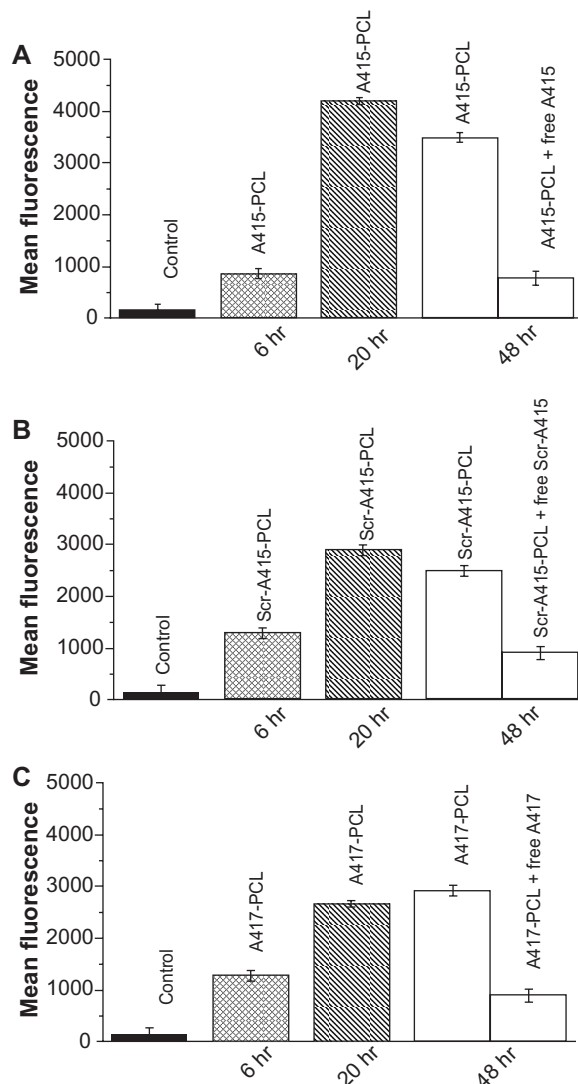 A
Mean fluorescence
5000
4000
3000
2000
1000
0
Control
A415-PCL
A415-PCL
A415-PCL
A415-PCL + free A415
6 hr
20 hr
48 hr
B
Mean fluorescence
5000
4000
3000
2000
1000
0
Control
Scr-A415-PCL
Scr-A415-PCL
Scr-A415-PCL
Scr-A415-PCL + free Scr-A415
6 hr
20 hr
48 hr
C
Mean fluorescence
5000
4000
3000
2000
1000
0
Control
A417-PCL
A417-PCL
A417-PCL
A417-PCL + free A417
6 hr
20 hr
48 hr